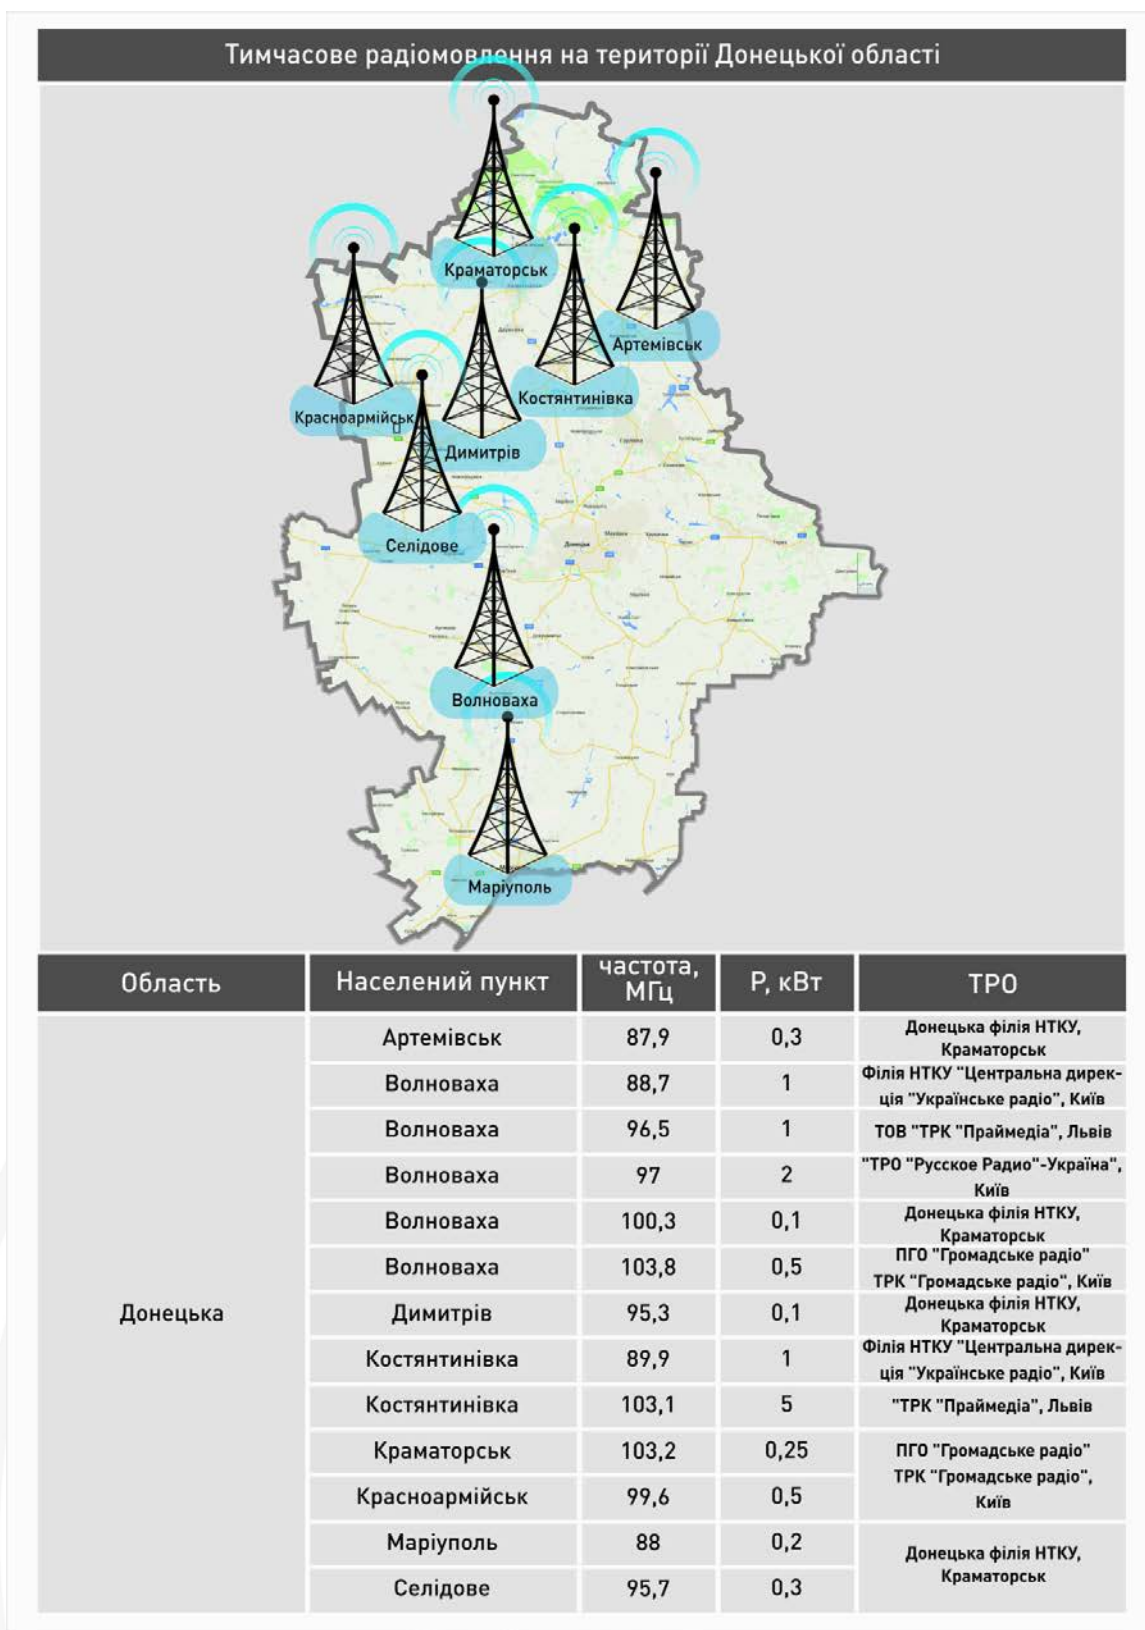 Тимчасове радіомовлення на території Донецької області
Краматорськ
Артемівськ
Костянтинівка
Красноармійськ
Димитрів
Селідове
Волноваха
Маріуполь
Область
Населений пункт
частота,
МГц
Р, кВт
ТРО
Донецька
Артемівськ
87,9
0,3
Донецька філія НТКУ,
Краматорськ
Волноваха
88,7
1
Філія НТКУ "Центральна дирек-
ція "Українське радіо", Київ
Волноваха
96,5
1
ТОВ "ТРК "Праймедіа", Львів
Волноваха
97
2
"ТРО "Русское Радио"-Україна",
Київ
Волноваха
100,3
0,1
Донецька філія НТКУ,
Краматорськ
Волноваха
103,8
0,5
ПГО "Громадське радіо"
ТРК "Громадське радіо", Київ
Димитрів
95,3
0,1
Донецька філія НТКУ,
Краматорськ
Костянтинівка
89,9
1
Філія НТКУ "Центральна дирек-
ція "Українське радіо", Київ
Костянтинівка
103,1
5
"ТРК "Праймедіа", Львів
Краматорськ
103,2
0,25
ПГО "Громадське радіо"
ТРК "Громадське радіо",
Київ
Красноармійськ
99,6
0,5
Маріуполь
88
0,2
Донецька філія НТКУ,
Краматорськ
Селідове
95,7
0,3